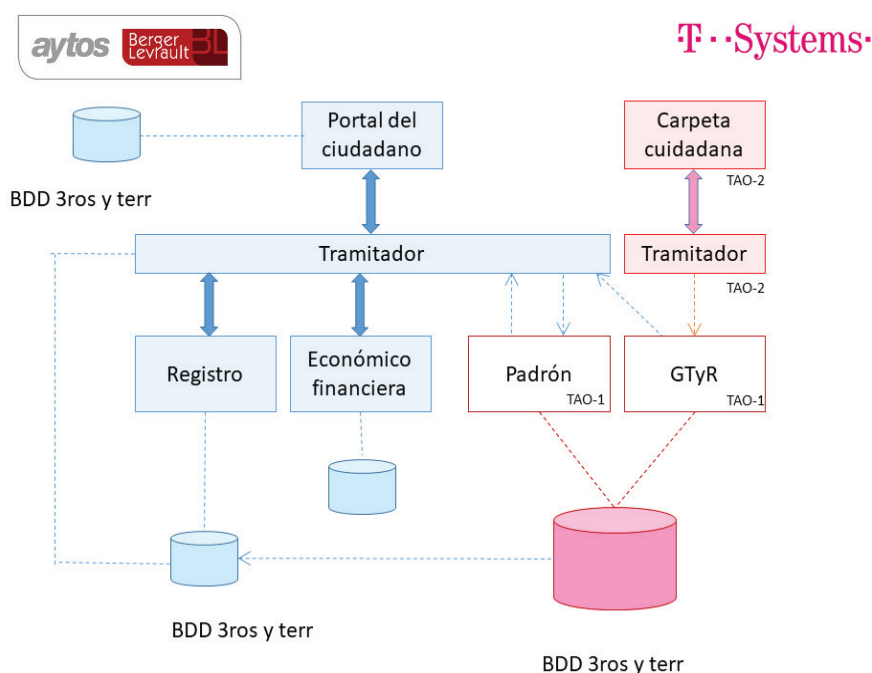 aytos Berger
Levrault BL
T··Systems·
Portal del
ciudadano
Carpeta
cuidadana
TAO-2
BDD 3ros y terr
Tramitador
Tramitador
TAO-2
Registro
Económico
financiera
Padrón
TAO-1
GTyR
TAO-1
BDD 3ros y terr
BDD 3ros y terr